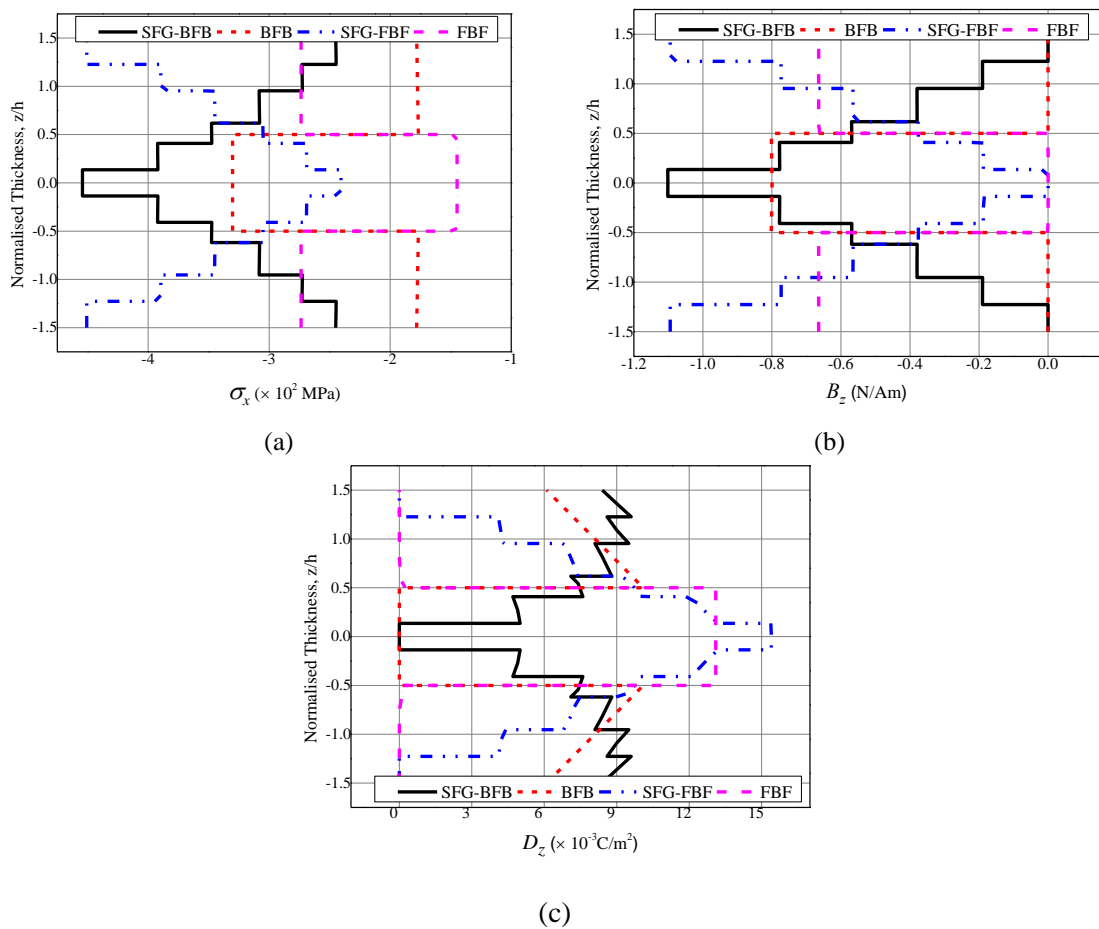 SFG-BFB BFB SFG-FBF FBF
1.5
1.0
0.5
0.0
-0.5
-1.0
-1.5
Normalised Thickness, z/h
-4 -3 -2 -1
σx (× 10² MPa)
(a)
SFG-BFB BFB SFG-FBF FBF
1.5
1.0
0.5
0.0
-0.5
-1.0
-1.5
Normalised Thickness, z/h
-1.2 -1.0 -0.8 -0.6 -0.4 -0.2 0.0
Bz (N/Am)
(b)
1.5
1.0
0.5
0.0
-0.5
-1.0
-1.5
Normalised Thickness, z/h
SFG-BFB BFB SFG-FBF FBF
0 3 6 9 12 15
Dz (× 10⁻³C/m²)
(c)